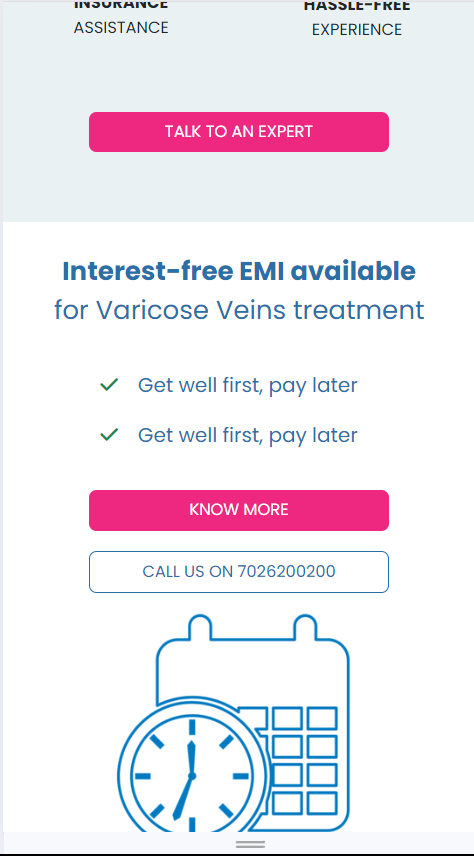 INSURANCE HASSLE-FREE
ASSISTANCE EXPERIENCE
TALK TO AN EXPERT
Interest-free EMI available
for Varicose Veins treatment
Get well first, pay later
Get well first, pay later
KNOW MORE
CALL US ON 7026200200